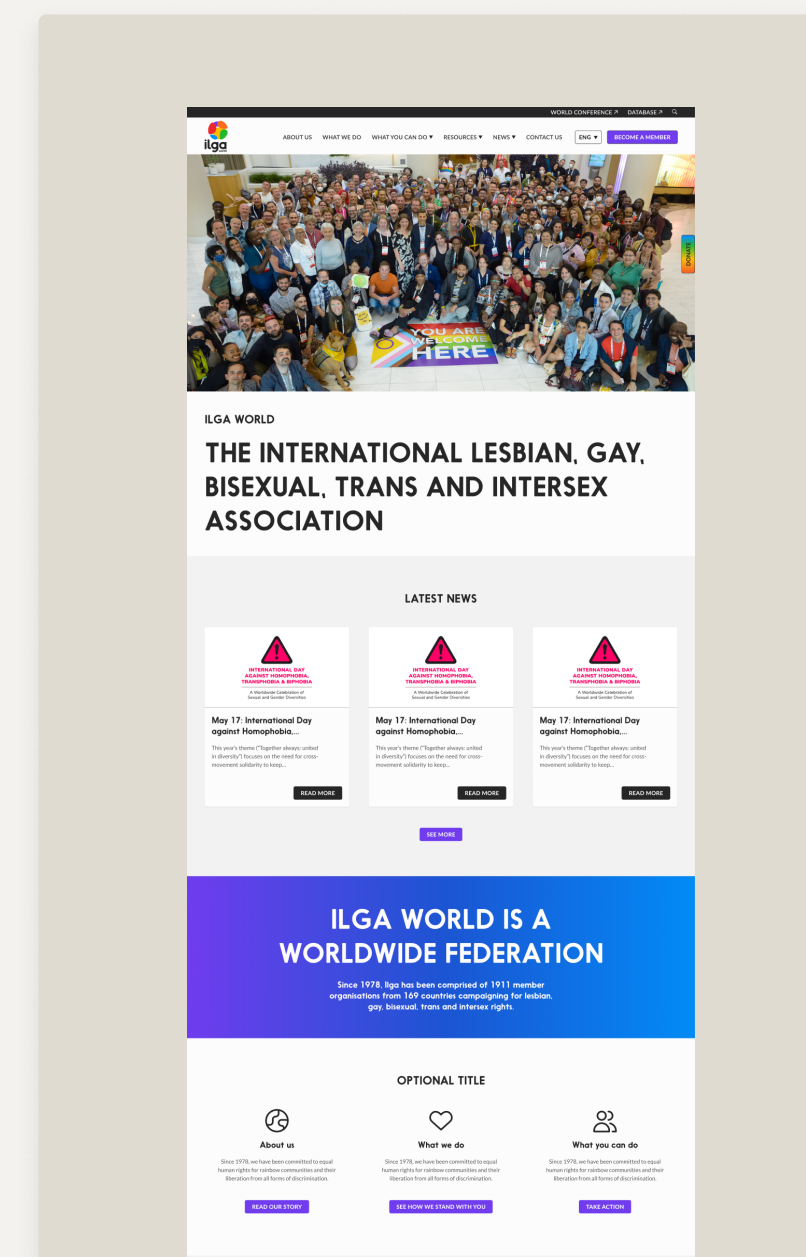 WORLD CONFERENCE ↗ DATABASE ↗
ilga
ABOUT US WHAT WE DO WHAT YOU CAN DO ▼ RESOURCES ▼ NEWS ▼ CONTACT US ENG ▼ BECOME A MEMBER
DONATE
YOU ARE
WELCOME
HERE
ILGA WORLD
THE INTERNATIONAL LESBIAN, GAY,
BISEXUAL, TRANS AND INTERSEX
ASSOCIATION
LATEST NEWS
INTERNATIONAL DAY
AGAINST HOMOPHOBIA,
TRANSPHOBIA & BIPHOBIA
A Worldwide Celebration of
Sexual and Gender Diversities
May 17: International Day
against Homophobia,...
This year's theme ("Together always: united
in diversity") focuses on the need for cross-
movement solidarity to keep...
READ MORE
INTERNATIONAL DAY
AGAINST HOMOPHOBIA,
TRANSPHOBIA & BIPHOBIA
A Worldwide Celebration of
Sexual and Gender Diversities
May 17: International Day
against Homophobia,...
This year's theme ("Together always: united
in diversity") focuses on the need for cross-
movement solidarity to keep...
READ MORE
INTERNATIONAL DAY
AGAINST HOMOPHOBIA,
TRANSPHOBIA & BIPHOBIA
A Worldwide Celebration of
Sexual and Gender Diversities
May 17: International Day
against Homophobia,...
This year's theme ("Together always: united
in diversity") focuses on the need for cross-
movement solidarity to keep...
READ MORE
SEE MORE
ILGA WORLD IS A
WORLDWIDE FEDERATION
Since 1978, Ilga has been comprised of 1911 member
organisations from 169 countries campaigning for lesbian,
gay, bisexual, trans and intersex rights.
OPTIONAL TITLE
About us
Since 1978, we have been committed to equal
human rights for rainbow communities and their
liberation from all forms of discrimination.
READ OUR STORY
What we do
Since 1978, we have been committed to equal
human rights for rainbow communities and their
liberation from all forms of discrimination.
SEE HOW WE STAND WITH YOU
What you can do
Since 1978, we have been committed to equal
human rights for rainbow communities and their
liberation from all forms of discrimination.
TAKE ACTION